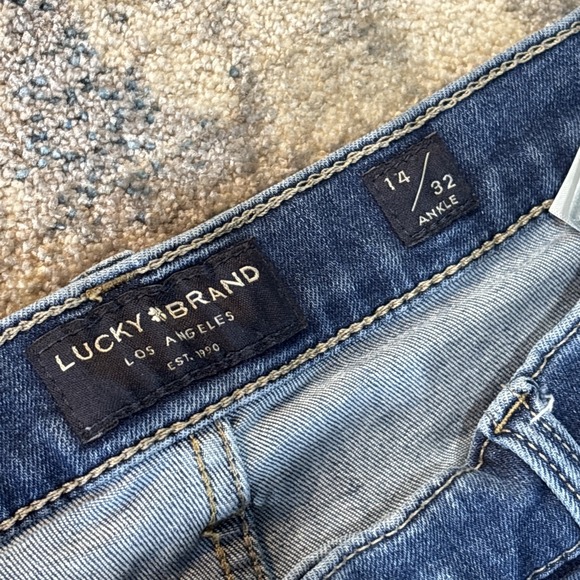 LUCKY BRAND
LOS ANGELES
EST. 1990
14/32
ANKLE